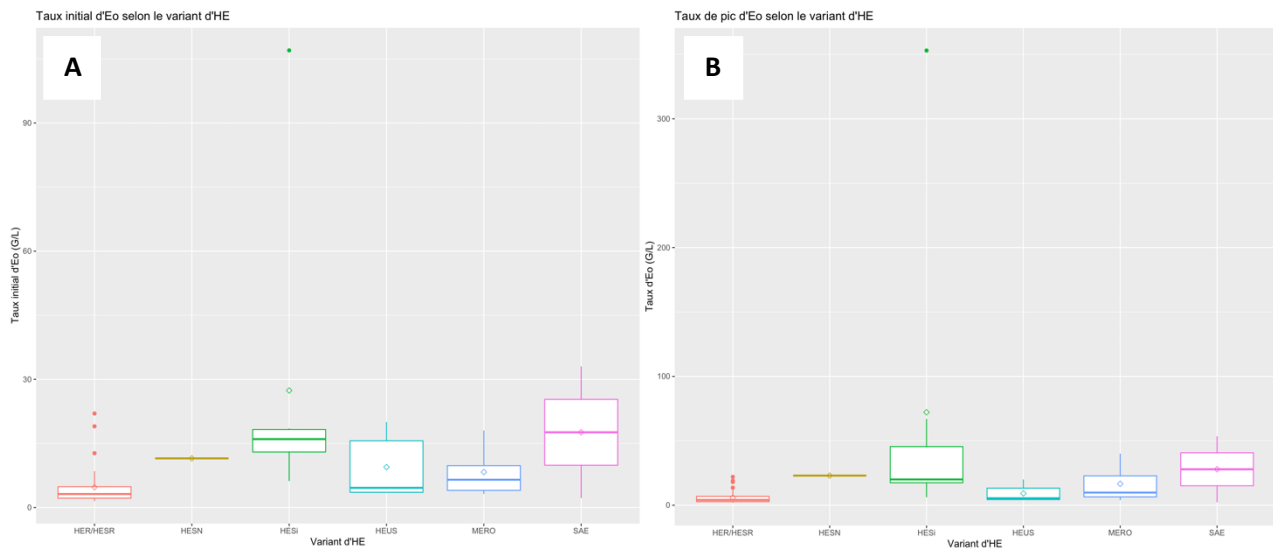 Taux initial d'Eo selon le variant d'HE
A
Taux initial d'Eo (G/L)
90
60
30
0
HER/HESR HESN HESi HEUS MERO SAE
Variant d'HE
Taux de pic d'Eo selon le variant d'HE
B
Taux d'Eo (G/L)
300
200
100
0
HER/HESR HESN HESi HEUS MERO SAE
Variant d'HE